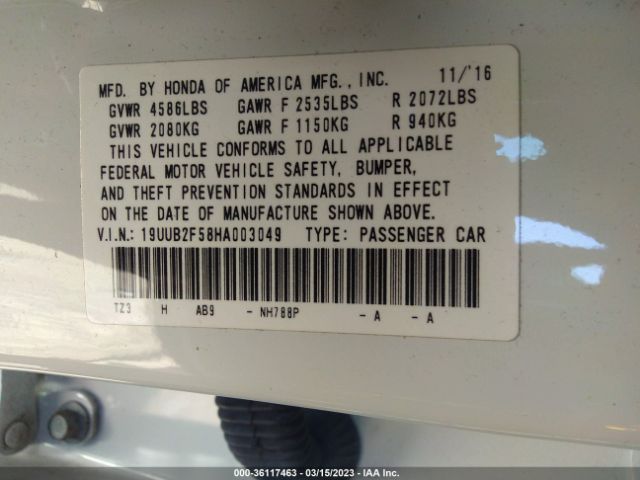 MFD. BY HONDA OF AMERICA MFG., INC. 11/'16
GVWR 4586LBS GAWR F 2535LBS R 2072LBS
GVWR 2080KG GAWR F 1150KG R 940KG
THIS VEHICLE CONFORMS TO ALL APPLICABLE
FEDERAL MOTOR VEHICLE SAFETY, BUMPER,
AND THEFT PREVENTION STANDARDS IN EFFECT
ON THE DATE OF MANUFACTURE SHOWN ABOVE.
V.I.N.: 19UUB2F58HA003049 TYPE: PASSENGER CAR
TZ3 H AB9 - NH788P - A - A
000-36117463 - 03/15/2023 - IAA Inc.